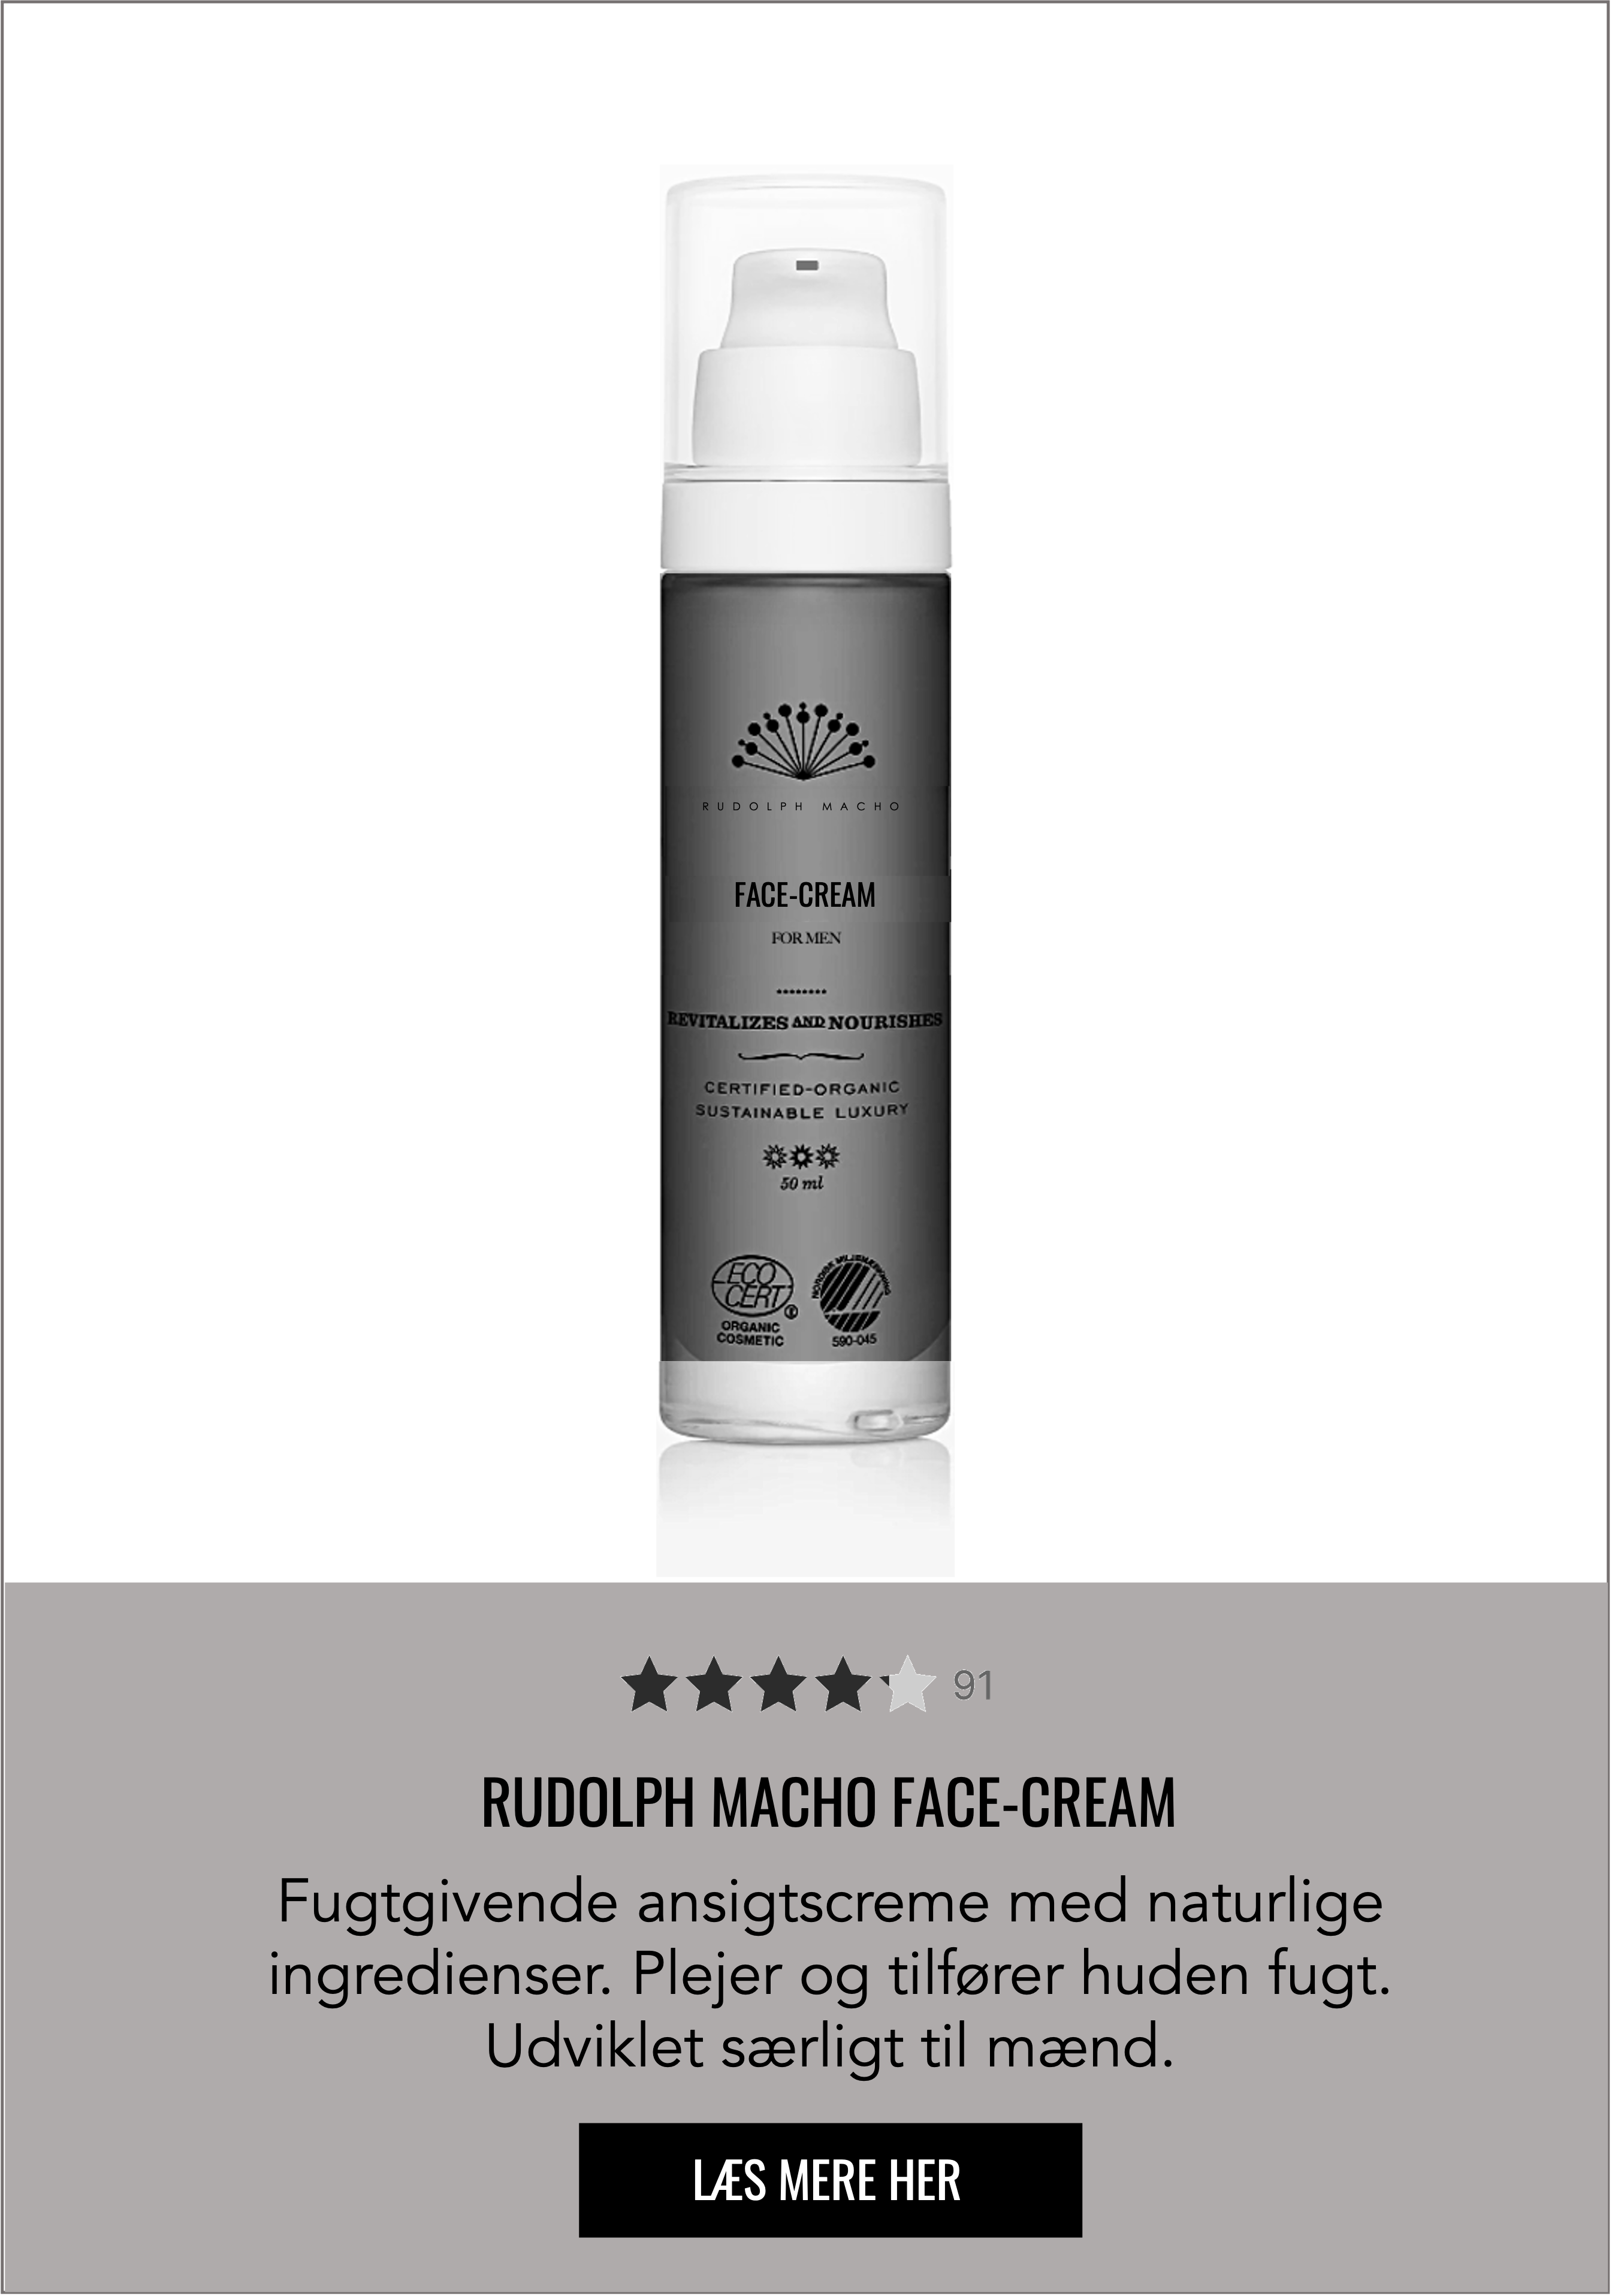 RUDOLPH MACHO
FACE-CREAM
FOR MEN
REVITALIZES AND NOURISHES
CERTIFIED-ORGANIC
SUSTAINABLE LUXURY
50 ml
ECO
CERT
®
ORGANIC
COSMETIC
NORDISK MILJØMÆRKNING
590-045
91
RUDOLPH MACHO FACE-CREAM
Fugtgivende ansigtscreme med naturlige
ingredienser. Plejer og tilfører huden fugt.
Udviklet særligt til mænd.
LÆS MERE HER